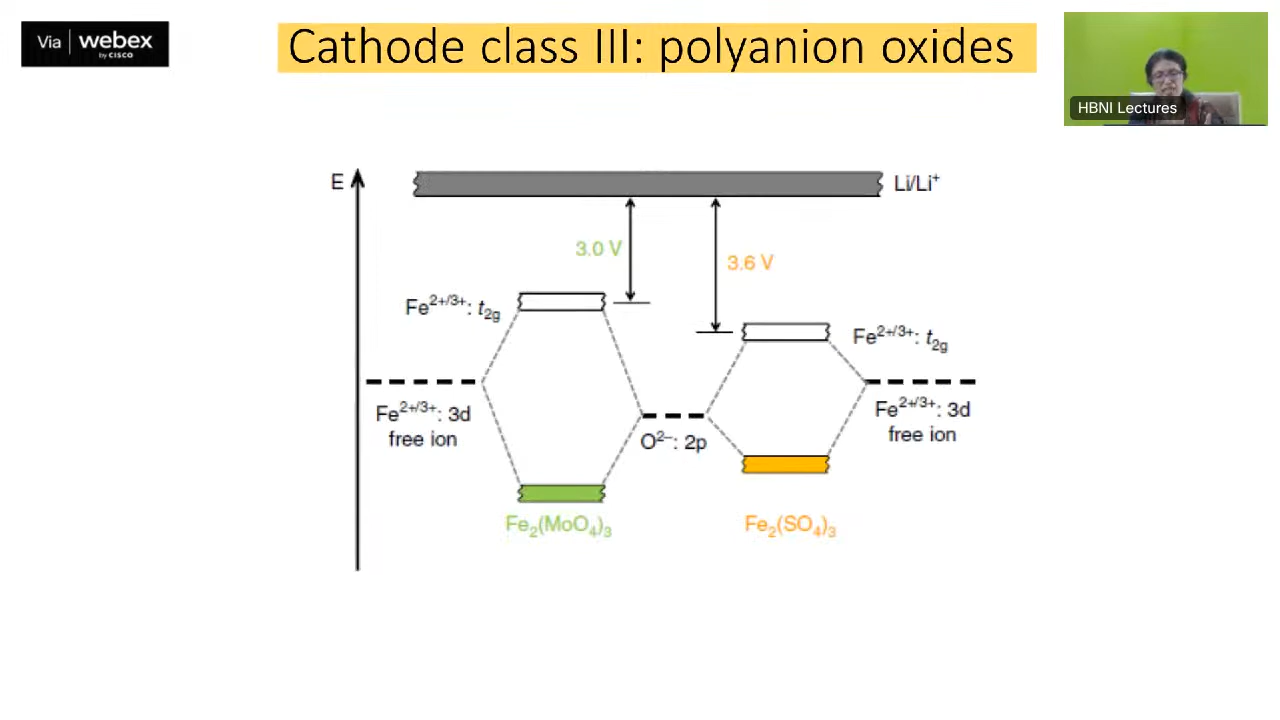 Via webex
by CISCO
Cathode class III: polyanion oxides
HBNI Lectures
E
Li/Li⁺
3.0 V
3.6 V
Fe²⁺/³⁺: t₂g
Fe²⁺/³⁺: t₂g
Fe²⁺/³⁺: 3d
free ion
O²⁻: 2p
Fe²⁺/³⁺: 3d
free ion
Fe₂(MoO₄)₃
Fe₂(SO₄)₃